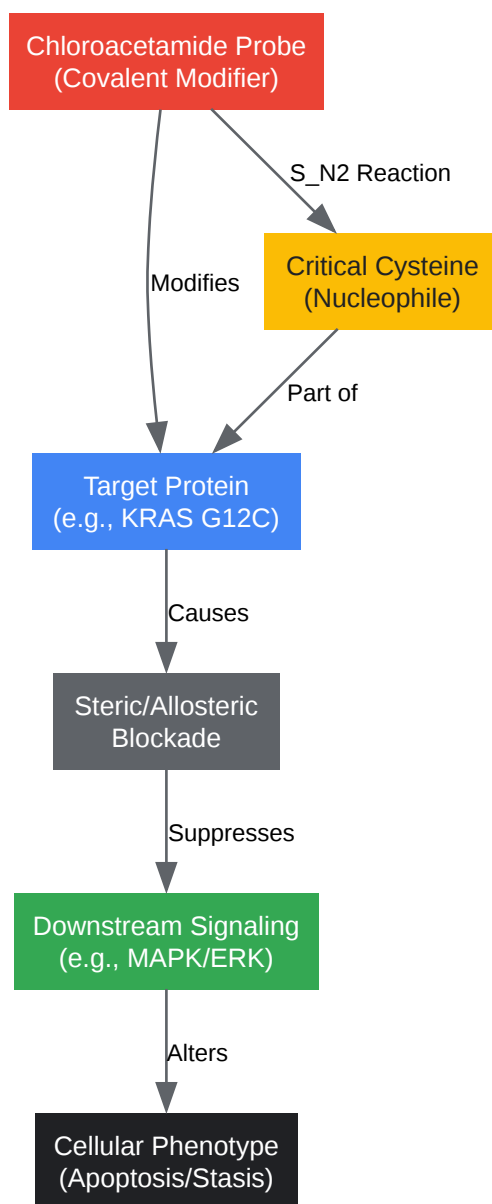 Chloroacetamide Probe
(Covalent Modifier)
S_N2 Reaction
Critical Cysteine
(Nucleophile)
Modifies
Part of
Target Protein
(e.g., KRAS G12C)
Causes
Steric/Allosteric
Blockade
Suppresses
Downstream Signaling
(e.g., MAPK/ERK)
Alters
Cellular Phenotype
(Apoptosis/Stasis)